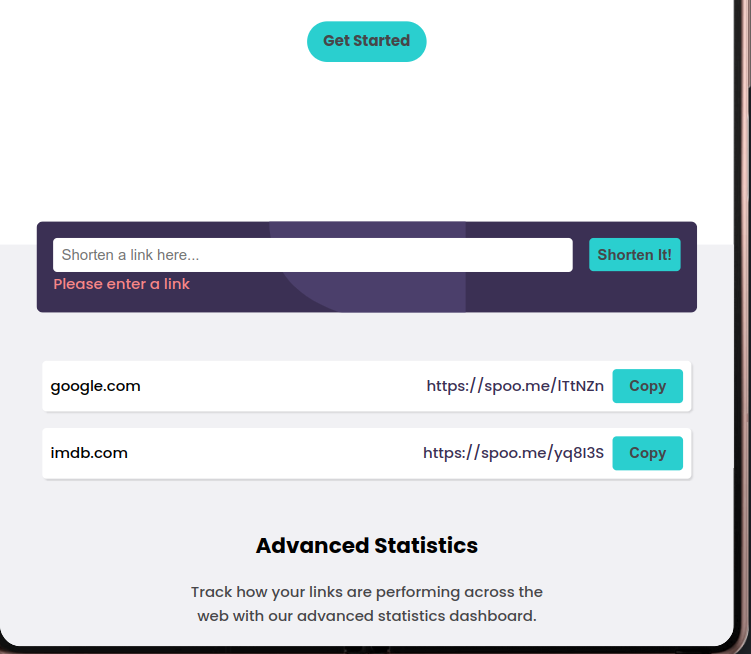 Get Started
Shorten a link here...
Shorten It!
Please enter a link
google.com
https://spoo.me/lTtNZn
Copy
imdb.com
https://spoo.me/yq8I3S
Copy
Advanced Statistics
Track how your links are performing across the
web with our advanced statistics dashboard.